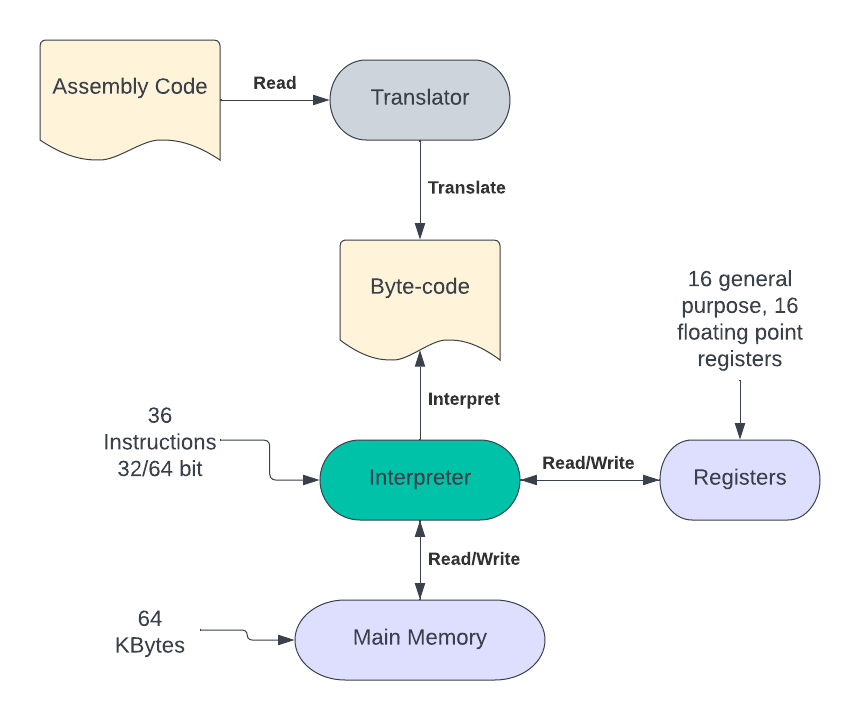 Assembly Code
Read
Translator
Translate
Byte-code
16 general
purpose, 16
floating point
registers
Interpret
36
Instructions
32/64 bit
Interpreter
Read/Write
Registers
Read/Write
64
KBytes
Main Memory